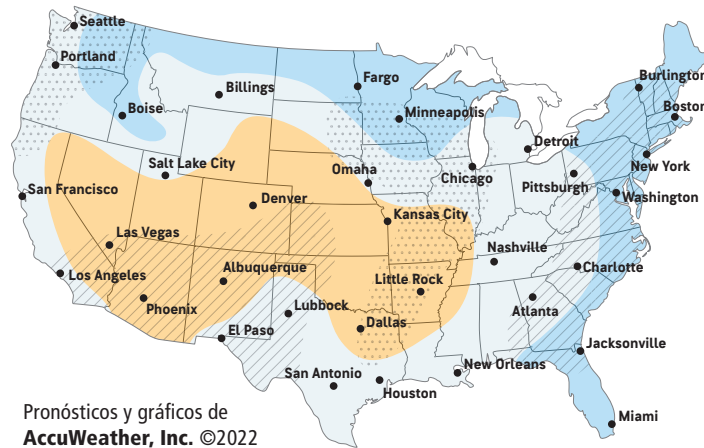 Seattle
Portland
Billings
Fargo
Burlington
Boise
Minneapolis
Boston
Detroit
Salt Lake City
Omaha
Chicago
New York
Pittsburgh
San Francisco
Denver
Washington
Kansas City
Las Vegas
Nashville
Los Angeles
Albuquerque
Charlotte
Little Rock
Phoenix
Lubbock
Atlanta
El Paso
Dallas
Jacksonville
San Antonio
New Orleans
Houston
Miami
Pronósticos y gráficos de
AccuWeather, Inc. ©2022